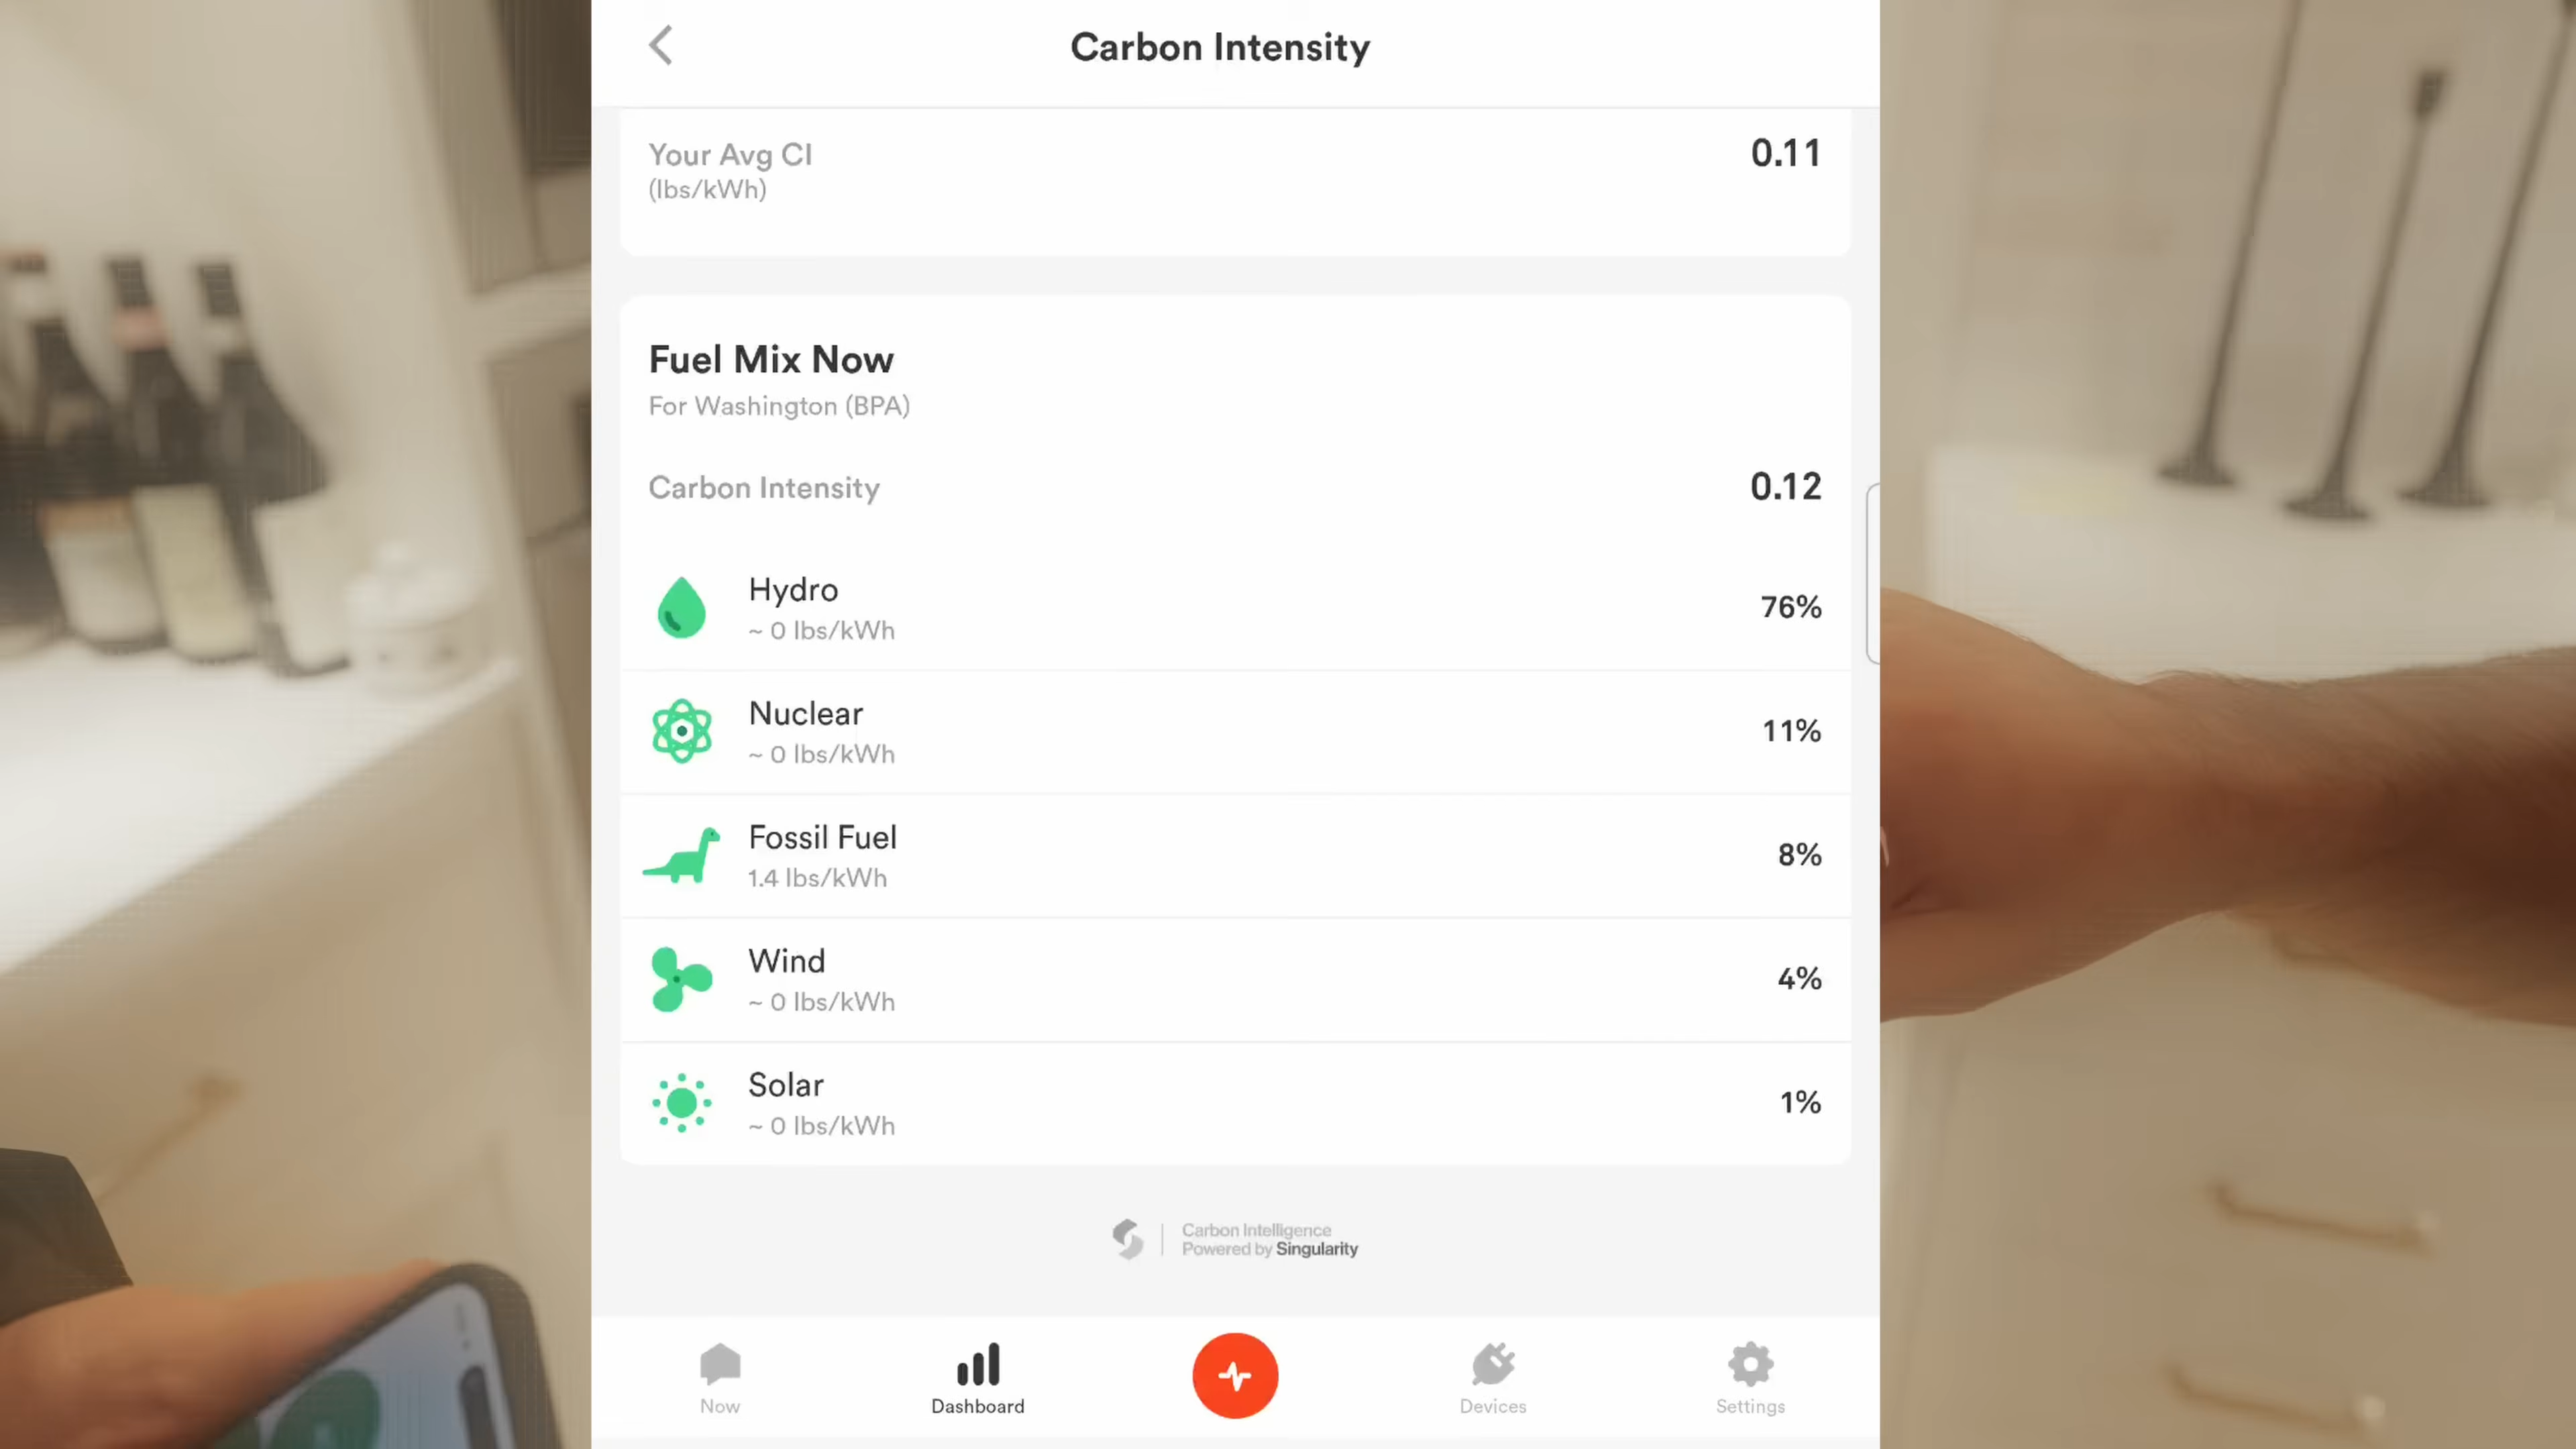 Carbon Intensity
Your Avg CI
0.11
(lbs/kWh)
Fuel Mix Now
For Washington (BPA)
Carbon Intensity
0.12
Hydro
~ 0 lbs/kWh
76%
Nuclear
~ 0 lbs/kWh
11%
Fossil Fuel
1.4 lbs/kWh
8%
Wind
~ 0 lbs/kWh
4%
Solar
~ 0 lbs/kWh
1%
Carbon Intelligence
Powered by Singularity
Now
Dashboard
Devices
Settings